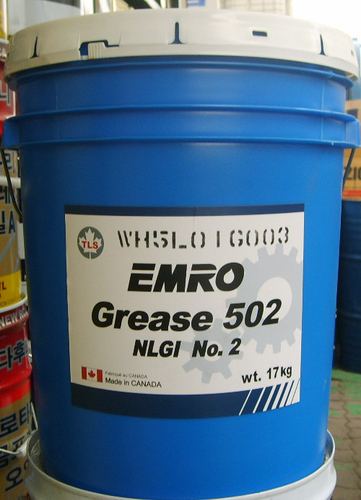 WH5L01G003
TLS
EMRO
Grease 502
NLGI No. 2
Fabriqué au CANADA
Made in CANADA
wt. 17kg